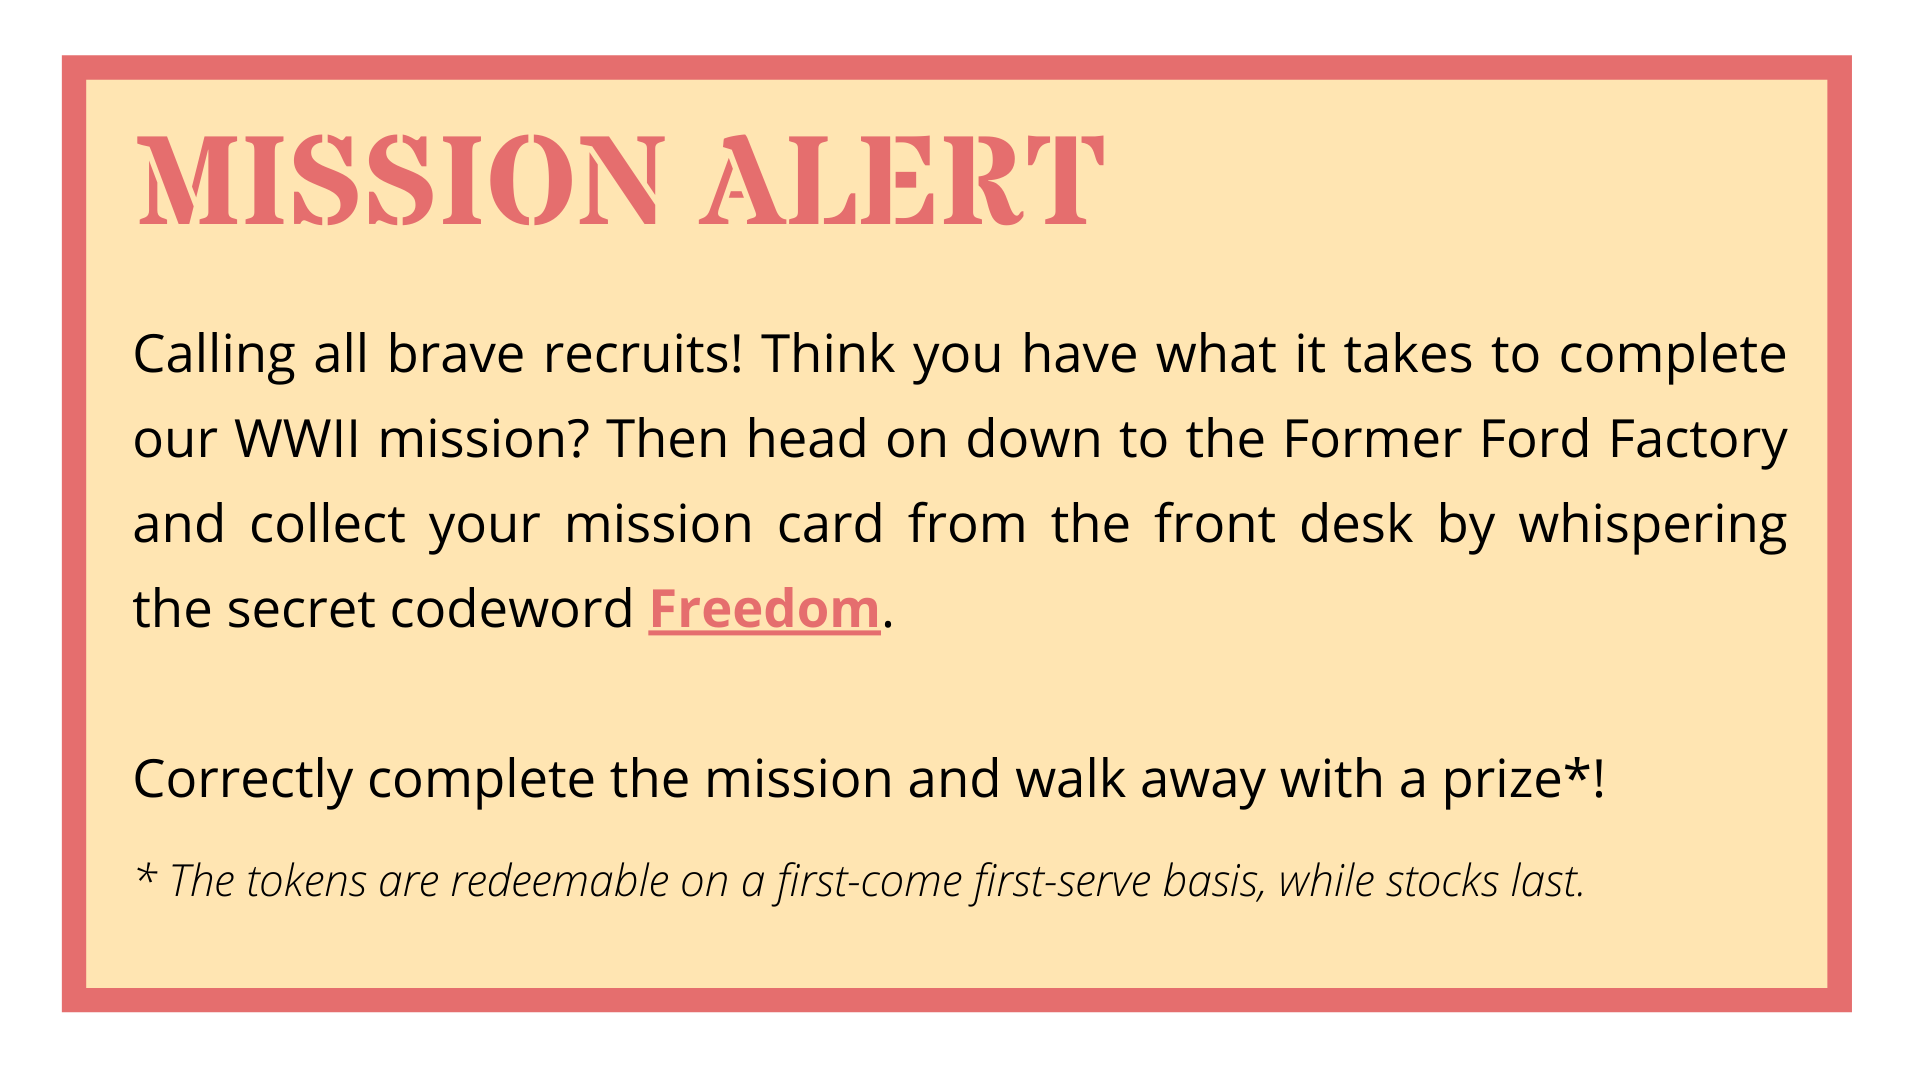 MISSION ALERT
Calling all brave recruits! Think you have what it takes to complete
our WWII mission? Then head on down to the Former Ford Factory
and collect your mission card from the front desk by whispering
the secret codeword Freedom.
Correctly complete the mission and walk away with a prize*!
* The tokens are redeemable on a first-come first-serve basis, while stocks last.